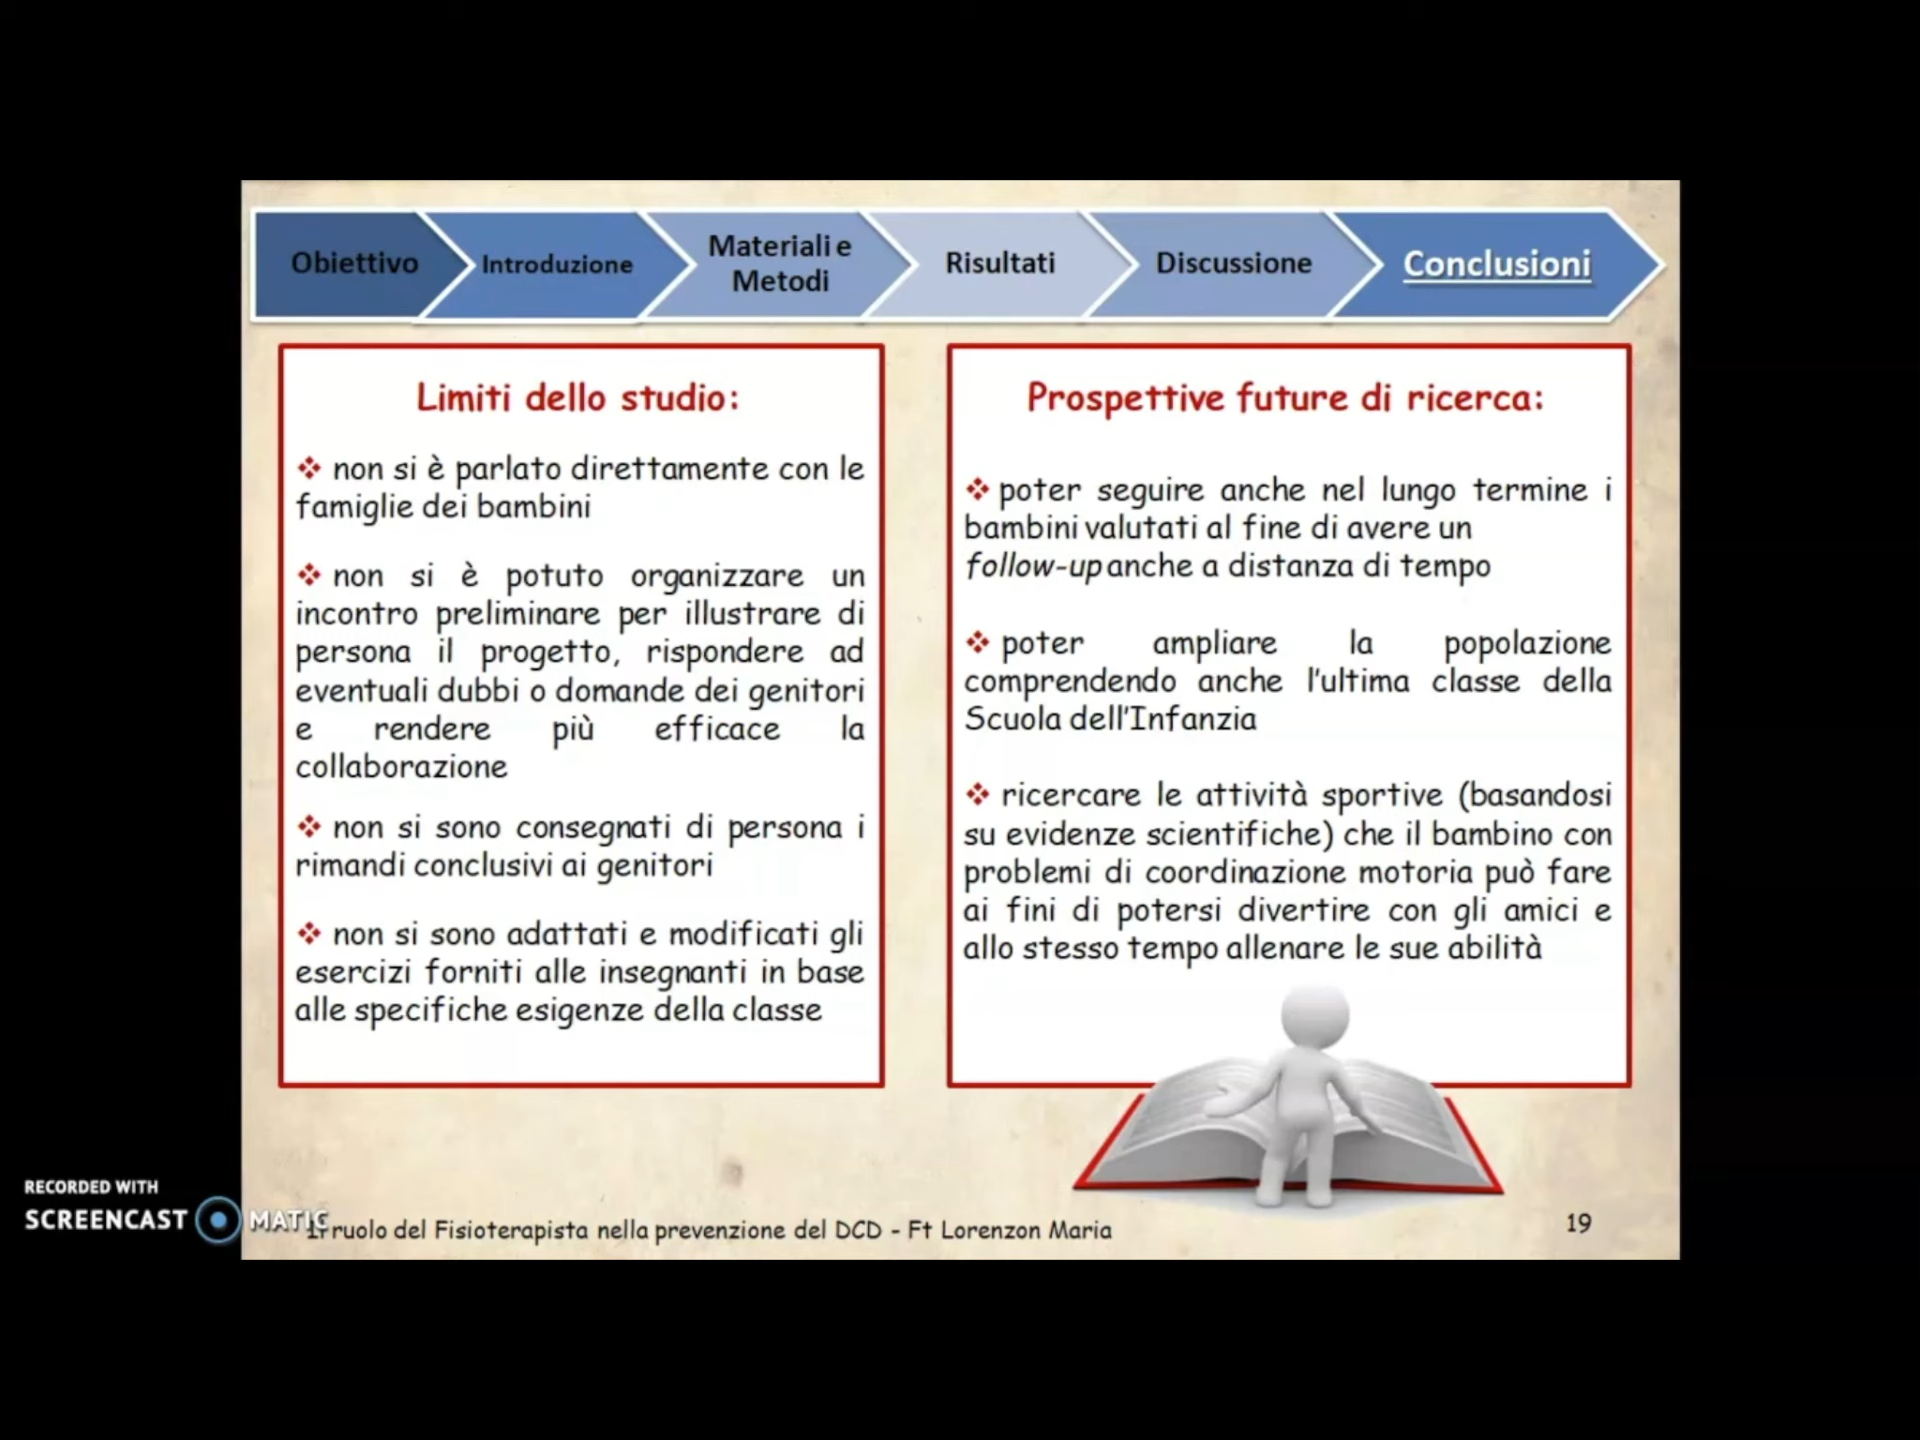 Obiettivo
Introduzione
Materiali e
Metodi
Risultati
Discussione
Conclusioni
Limiti dello studio:
❖ non si è parlato direttamente con le
famiglie dei bambini
❖ non si è potuto organizzare un
incontro preliminare per illustrare di
persona il progetto, rispondere ad
eventuali dubbi o domande dei genitori
e rendere più efficace la
collaborazione
❖ non si sono consegnati di persona i
rimandi conclusivi ai genitori
❖ non si sono adattati e modificati gli
esercizi forniti alle insegnanti in base
alle specifiche esigenze della classe
Prospettive future di ricerca:
❖ poter seguire anche nel lungo termine i
bambini valutati al fine di avere un
follow-up anche a distanza di tempo
❖ poter ampliare la popolazione
comprendendo anche l'ultima classe della
Scuola dell'Infanzia
❖ ricercare le attività sportive (basandosi
su evidenze scientifiche) che il bambino con
problemi di coordinazione motoria può fare
ai fini di potersi divertire con gli amici e
allo stesso tempo allenare le sue abilità
RECORDED WITH
SCREENCAST MATIC
Il ruolo del Fisioterapista nella prevenzione del DCD - Ft Lorenzon Maria
19